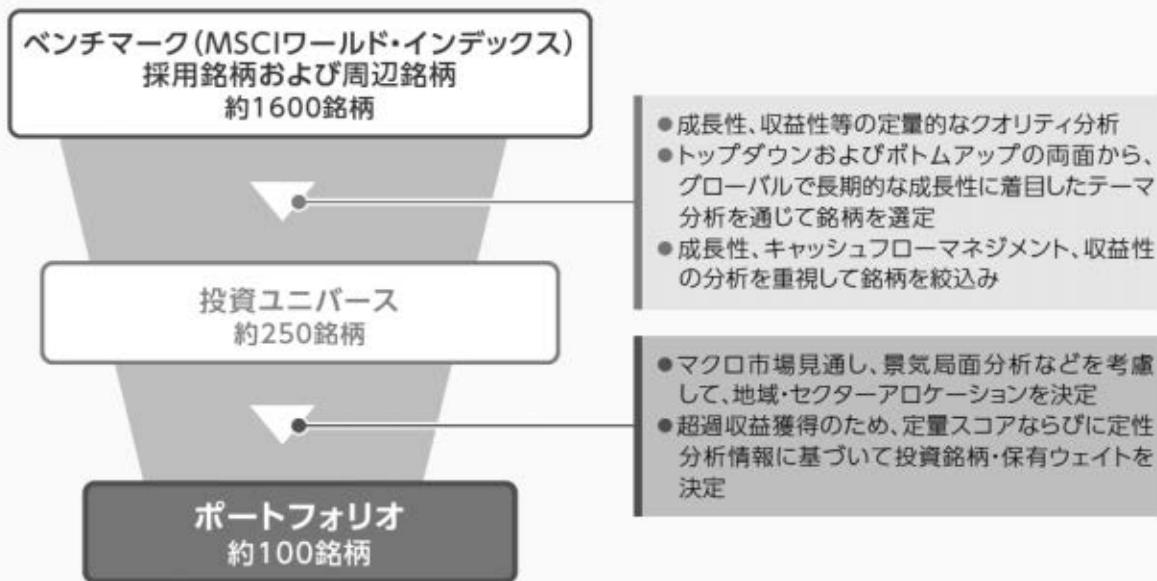 ベンチマーク(MSCIワールド・インデックス)
採用銘柄および周辺銘柄
約1600銘柄
●成長性、収益性等の定量的なクオリティ分析
●トップダウンおよびボトムアップの両面から、
グローバルで長期的な成長性に着目したテーマ
分析を通じて銘柄を選定
●成長性、キャッシュフローマネジメント、収益性
の分析を重視して銘柄を絞込み
投資ユニバース
約250銘柄
●マクロ市場見通し、景気局面分析などを考慮
して、地域・セクターアロケーションを決定
●超過収益獲得のため、定量スコアならびに定性
分析情報に基づいて投資銘柄・保有ウェイトを
決定
ポートフォリオ
約100銘柄